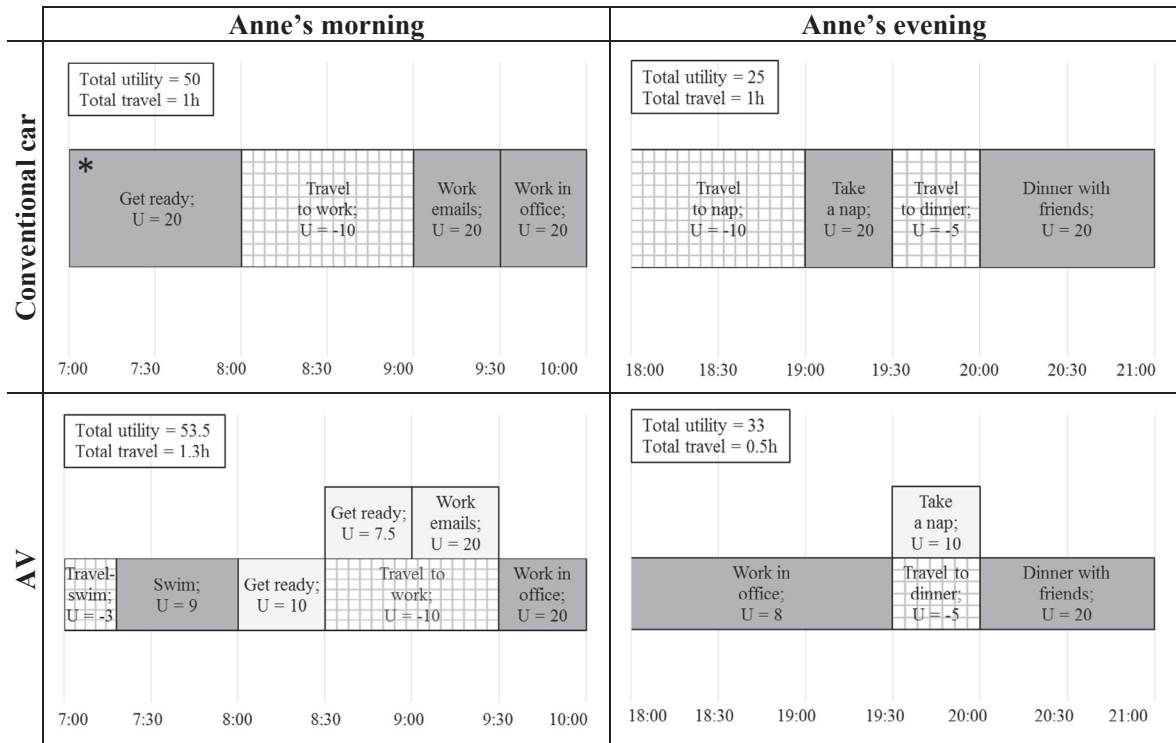 Anne’s morning
Anne’s evening
Conventional car
Total utility = 50
Total travel = 1h
*
Get ready;
U = 20
Travel
to work;
U = -10
Work
emails;
U = 20
Work in
office;
U = 20
7:00
7:30
8:00
8:30
9:00
9:30
10:00
Total utility = 25
Total travel = 1h
Travel
to nap;
U = -10
Take
a nap;
U = 20
Travel
to dinner;
U = -5
Dinner with
friends;
U = 20
18:00
18:30
19:00
19:30
20:00
20:30
21:00
AV
Total utility = 53.5
Total travel = 1.3h
Get ready;
U = 7.5
Work
emails;
U = 20
Travel-
swim;
U = -3
Swim;
U = 9
Get ready;
U = 10
Travel to
work;
U = -10
Work in
office;
U = 20
7:00
7:30
8:00
8:30
9:00
9:30
10:00
Total utility = 33
Total travel = 0.5h
Take
a nap;
U = 10
Work in
office;
U = 8
Travel to
dinner;
U = -5
Dinner with
friends;
U = 20
18:00
18:30
19:00
19:30
20:00
20:30
21:00